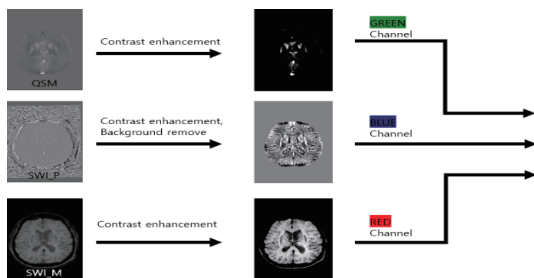 Contrast enhancement
GREEN
Channel
QSM
Contrast enhancement,
Background remove
BLUE
Channel
SWI_P
Contrast enhancement
RED
Channel
SWI_M